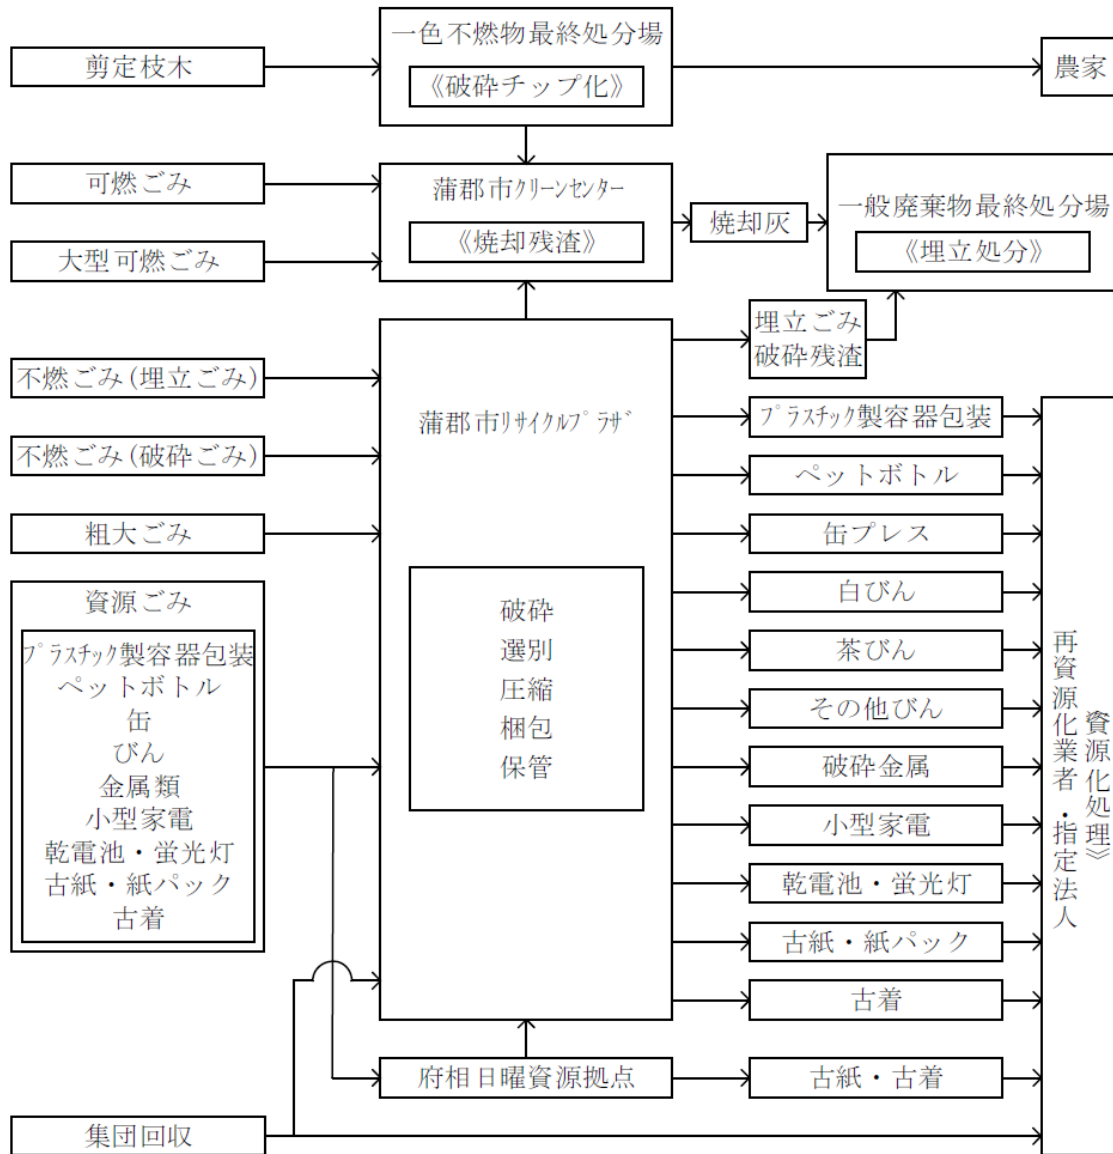 剪定枝木
一色不燃物最終処分場
《破砕チップ化》
農家
可燃ごみ
大型可燃ごみ
蒲郡市ｸﾘｰﾝｾﾝﾀｰ
《焼却残渣》
焼却灰
一般廃棄物最終処分場
《埋立処分》
埋立ごみ
破砕残渣
不燃ごみ(埋立ごみ)
不燃ごみ(破砕ごみ)
粗大ごみ
資源ごみ
ﾌﾟﾗｽﾁｯｸ製容器包装
ペットボトル
缶
びん
金属類
小型家電
乾電池・蛍光灯
古紙・紙パック
古着
蒲郡市ﾘｻｲｸﾙﾌﾟﾗｻﾞ
破砕
選別
圧縮
梱包
保管
ﾌﾟﾗｽﾁｯｸ製容器包装
ペットボトル
缶プレス
白びん
茶びん
その他びん
破砕金属
小型家電
乾電池・蛍光灯
古紙・紙パック
古着
府相日曜資源拠点
古紙・古着
集団回収
再資源化業者・指定法人
資源化処理》